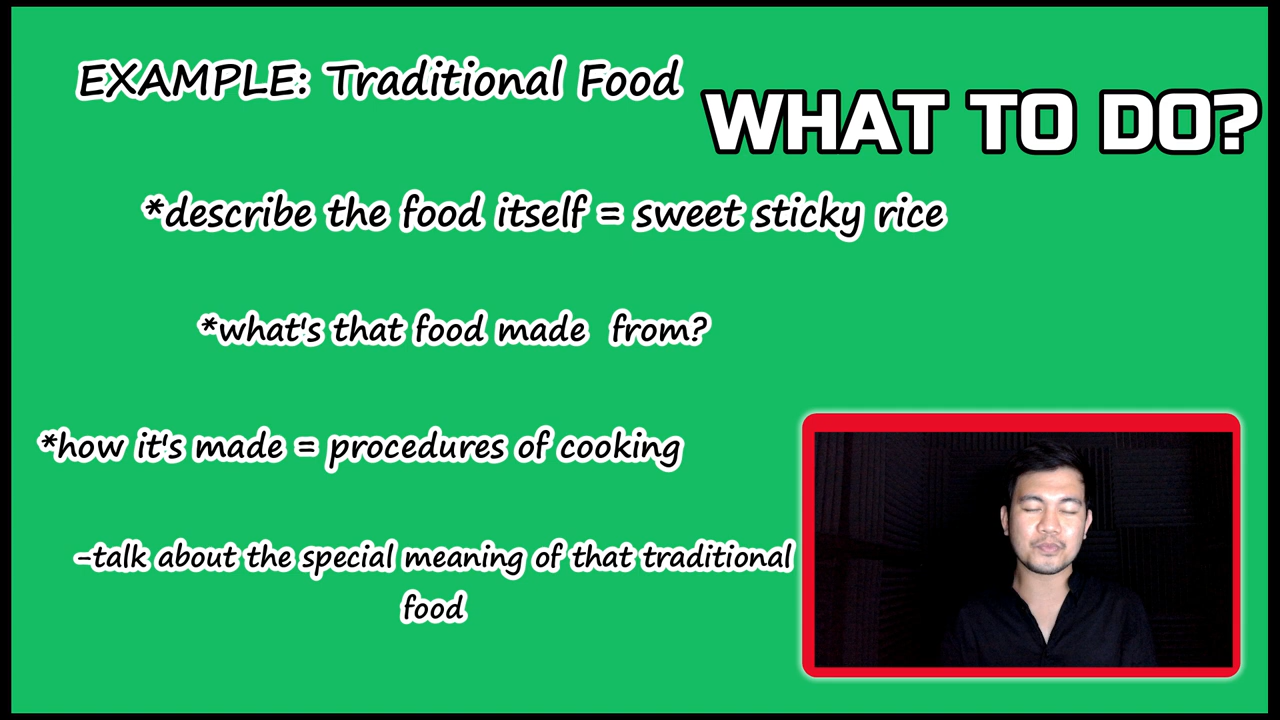 EXAMPLE: Traditional Food
WHAT TO DO?
*describe the food itself = sweet sticky rice
*what's that food made  from?
*how it's made = procedures of cooking
-talk about the special meaning of that traditional
food